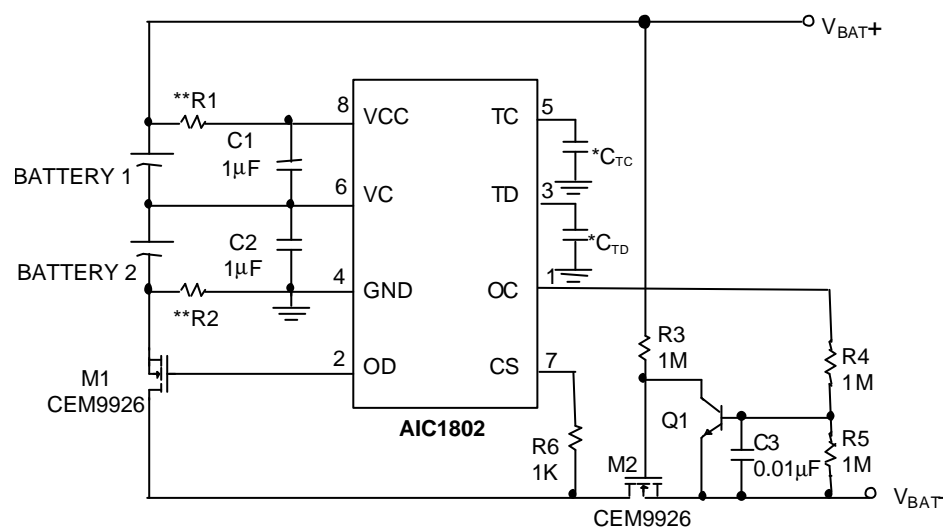 V_BAT+
**R1
8
VCC
TC
5
C1
1µF
*C_TC
BATTERY 1
6
VC
TD
3
C2
1µF
*C_TD
BATTERY 2
4
GND
OC
1
**R2
R3
1M
R4
1M
M1
CEM9926
2
OD
CS
7
AIC1802
Q1
R6
1K
M2
C3
0.01µF
R5
1M
CEM9926
V_BAT-